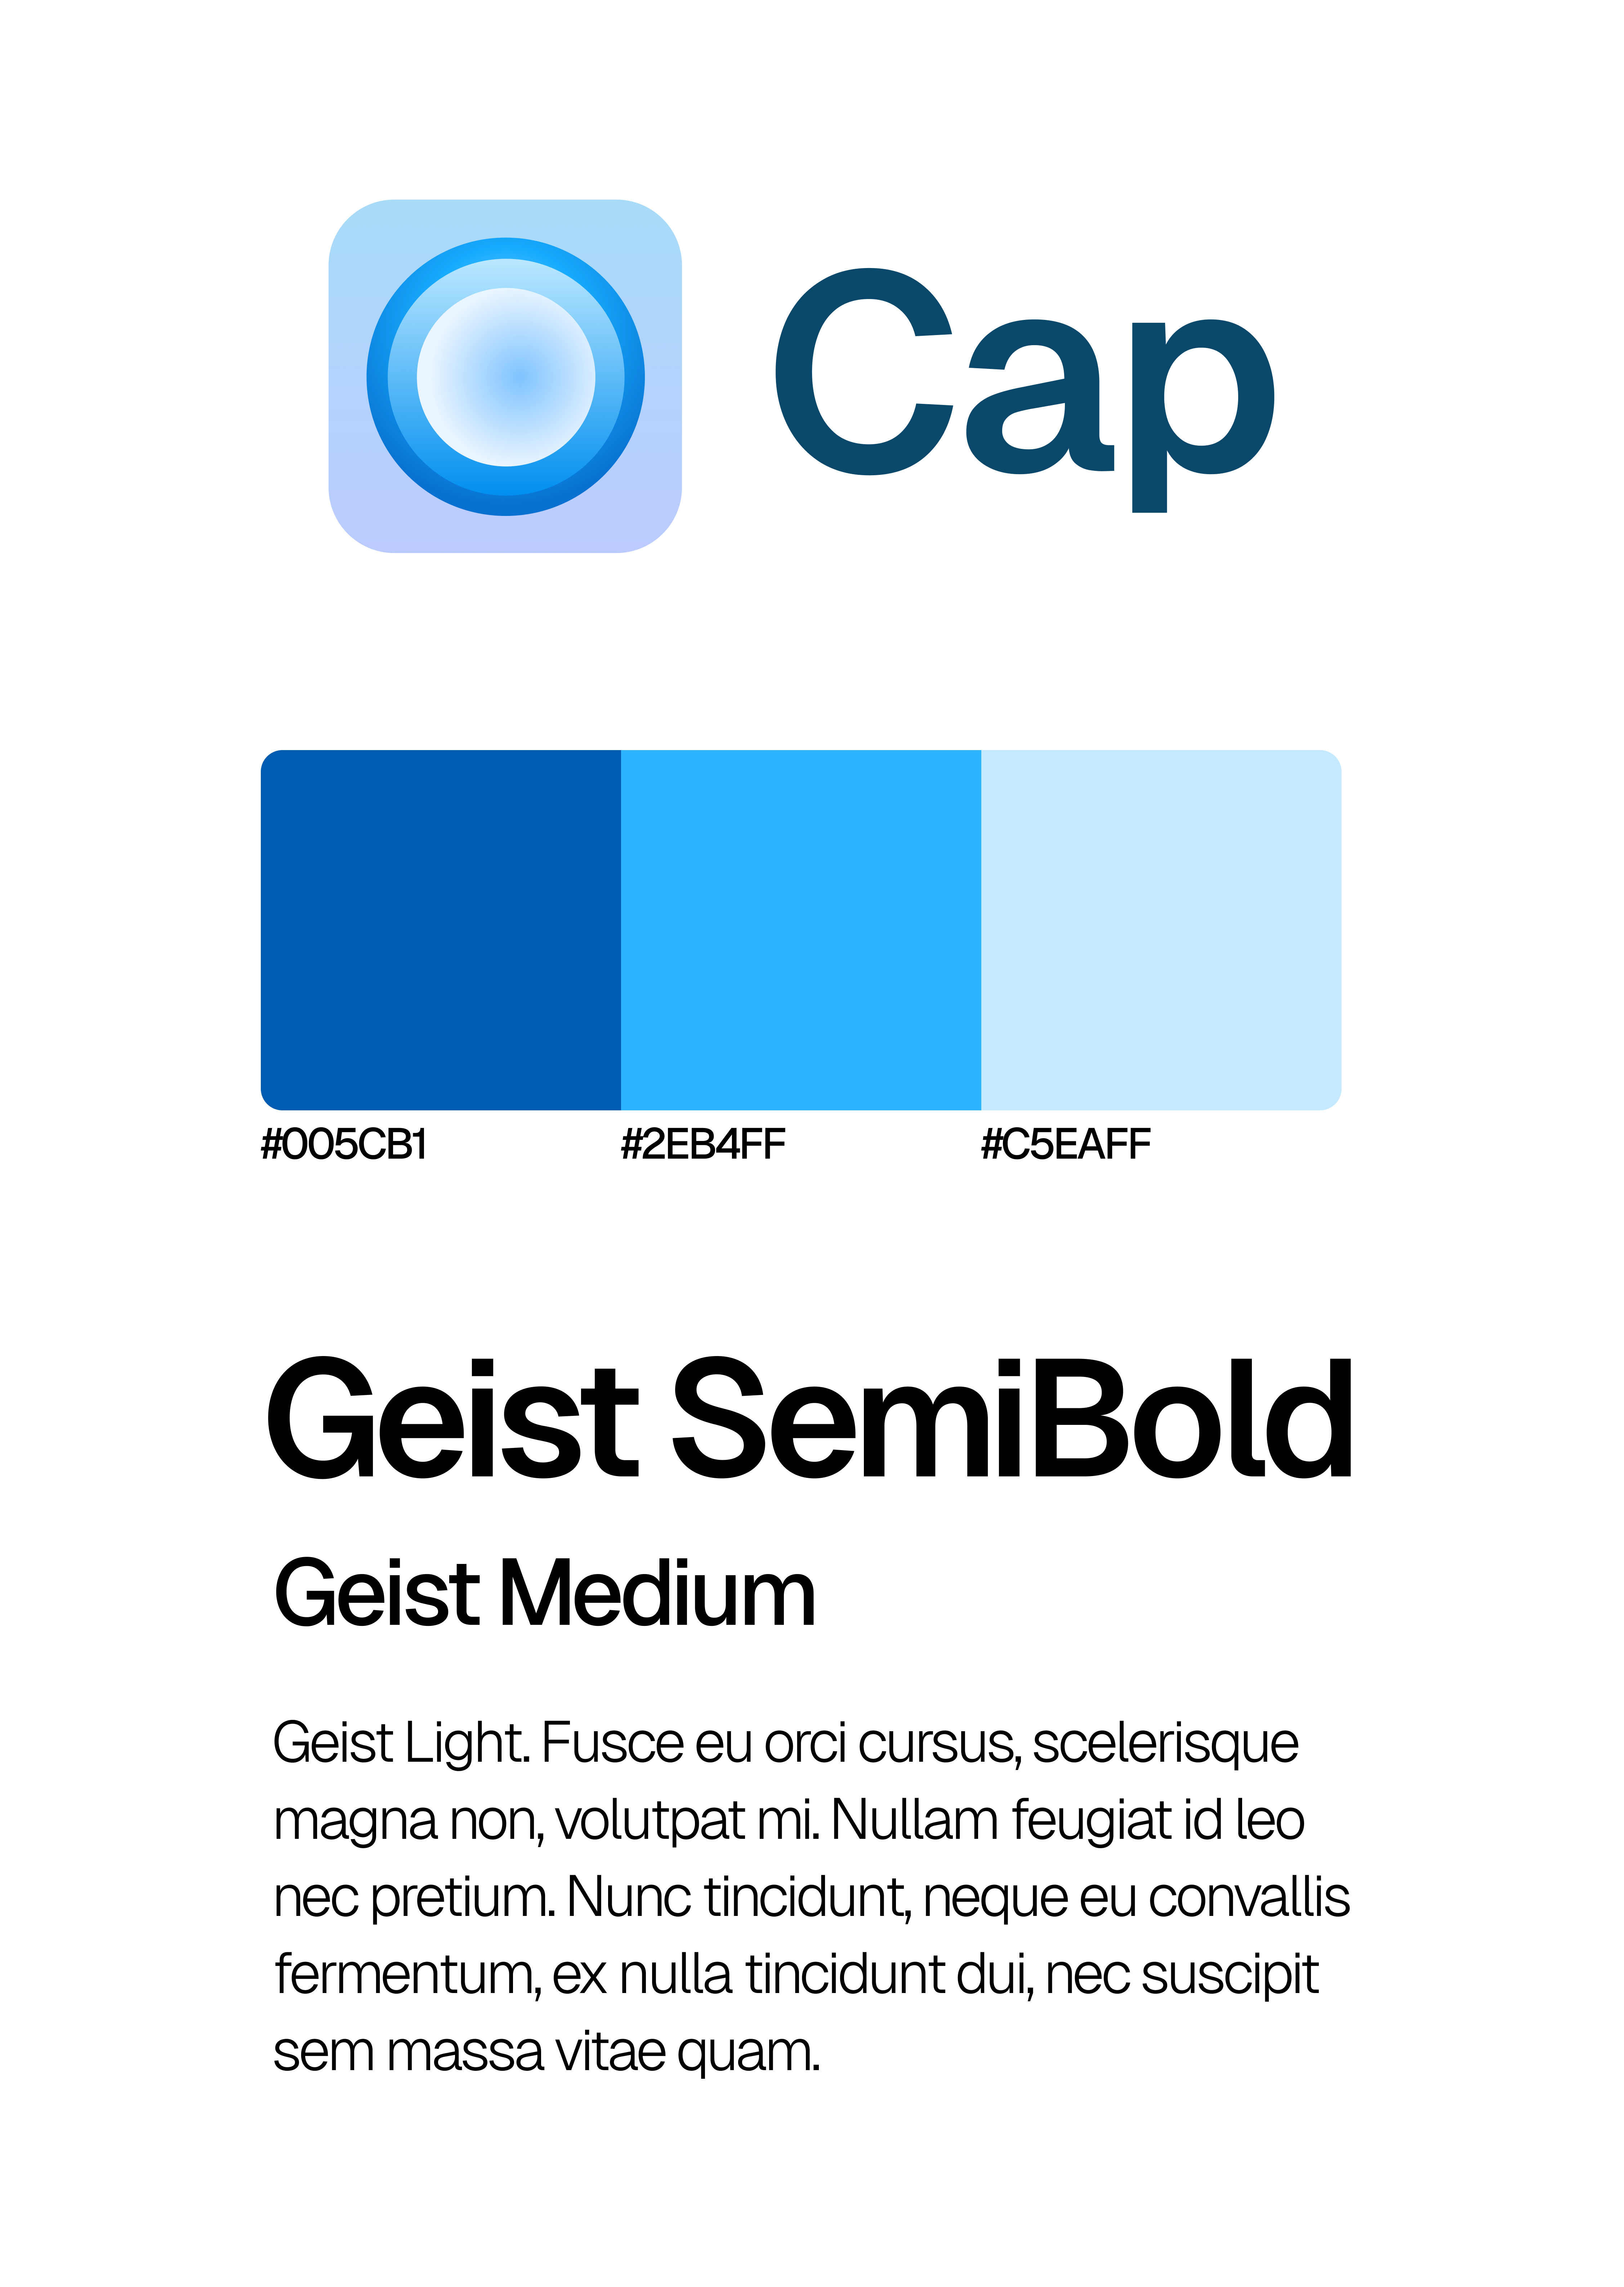 Cap
#005CB1 #2EB4FF #C5EAFF
Geist SemiBold
Geist Medium
Geist Light. Fusce eu orci cursus, scelerisque
magna non, volutpat mi. Nullam feugiat id leo
nec pretium. Nunc tincidunt, neque eu convallis
fermentum, ex nulla tincidunt dui, nec suscipit
sem massa vitae quam.